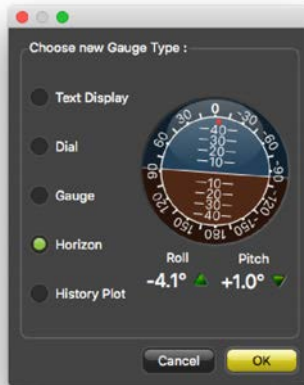 Choose new Gauge Type :
Text Display
Dial
Gauge
Horizon
History Plot
30 0 -30
60 -60
90 -90
120 -120
150 180 -150
-40-
-30-
-20-
-10-
-10-
-20-
-30-
-40-
Roll Pitch
-4.1° +1.0°
Cancel OK